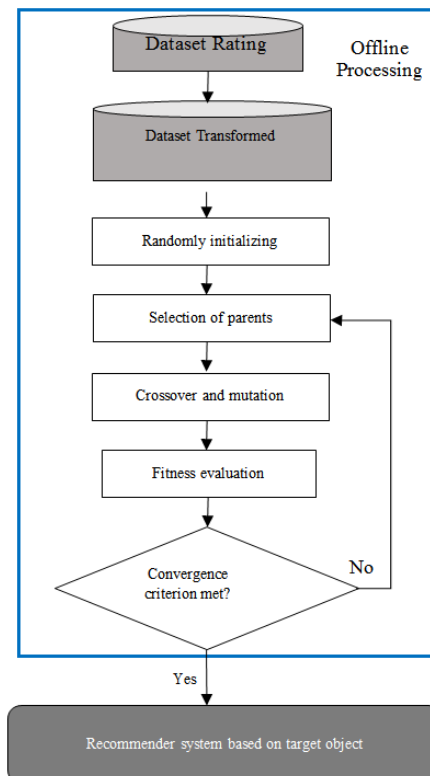 Dataset Rating
Offline
Processing
Dataset Transformed
Randomly initializing
Selection of parents
Crossover and mutation
Fitness evaluation
Convergence
criterion met?
No
Yes
Recommender system based on target object